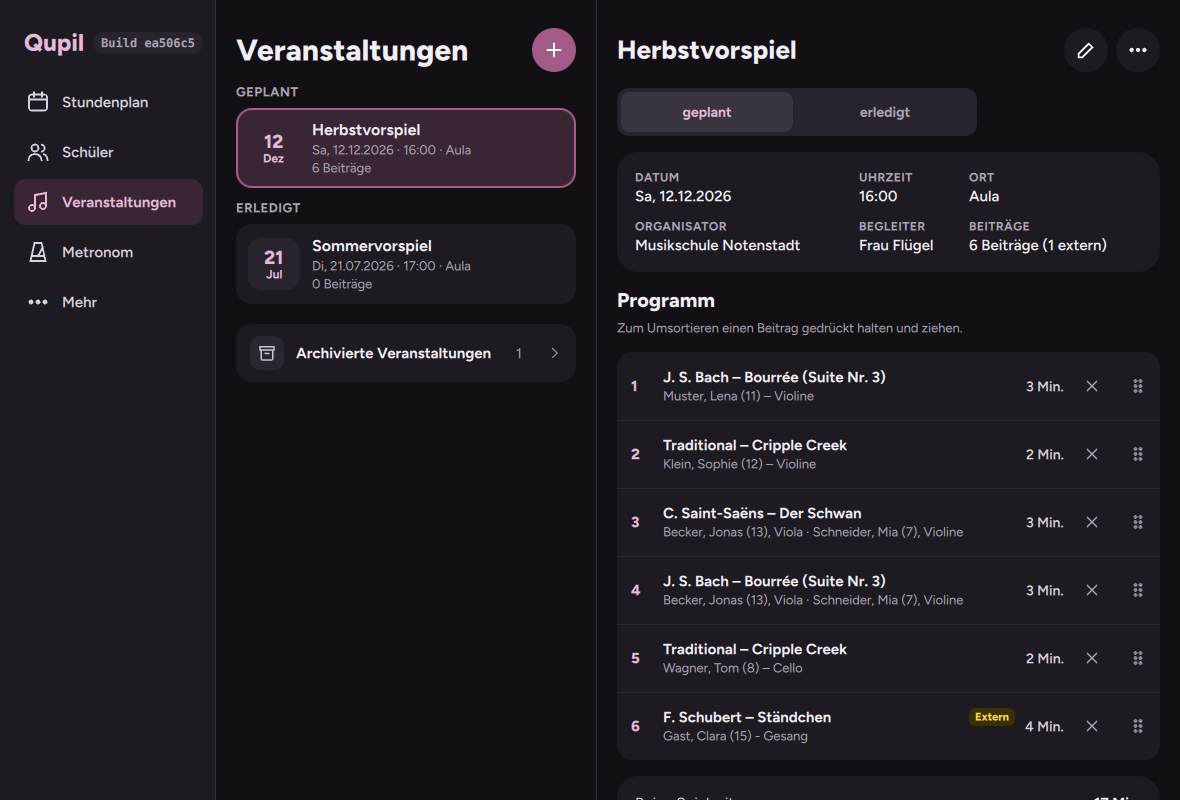 Qupil
Build ea506c5
Stundenplan
Schüler
Veranstaltungen
Metronom
Mehr
Veranstaltungen
GEPLANT
12
Dez
Herbstvorspiel
Sa, 12.12.2026 · 16:00 · Aula
6 Beiträge
ERLEDIGT
21
Jul
Sommervorspiel
Di, 21.07.2026 · 17:00 · Aula
0 Beiträge
Archivierte Veranstaltungen 1
Herbstvorspiel
geplant erledigt
DATUM UHRZEIT ORT
Sa, 12.12.2026 16:00 Aula
ORGANISATOR BEGLEITER BEITRÄGE
Musikschule Notenstadt Frau Flügel 6 Beiträge (1 extern)
Programm
Zum Umsortieren einen Beitrag gedrückt halten und ziehen.
1 J. S. Bach – Bourrée (Suite Nr. 3) 3 Min.
Muster, Lena (11) – Violine
2 Traditional – Cripple Creek 2 Min.
Klein, Sophie (12) – Violine
3 C. Saint-Saëns – Der Schwan 3 Min.
Becker, Jonas (13), Viola · Schneider, Mia (7), Violine
4 J. S. Bach – Bourrée (Suite Nr. 3) 3 Min.
Becker, Jonas (13), Viola · Schneider, Mia (7), Violine
5 Traditional – Cripple Creek 2 Min.
Wagner, Tom (8) – Cello
6 F. Schubert – Ständchen Extern 4 Min.
Gast, Clara (15) - Gesang